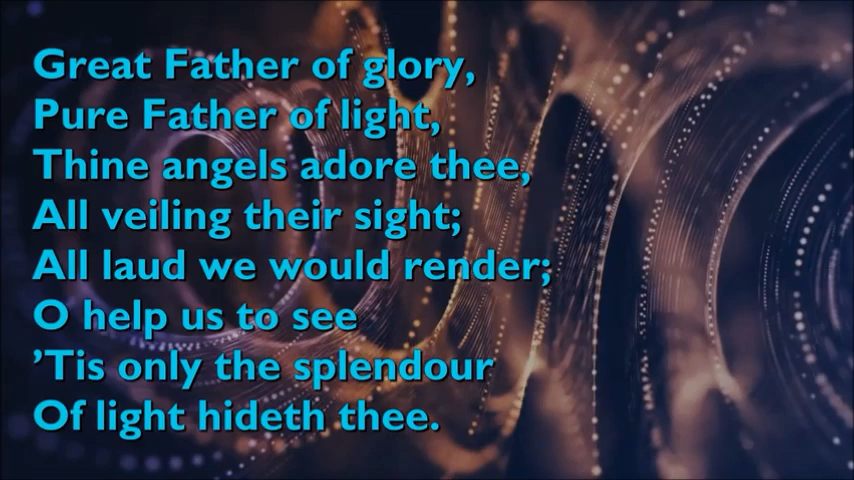 Great Father of glory,
Pure Father of light,
Thine angels adore thee,
All veiling their sight;
All laud we would render;
O help us to see
’Tis only the splendour
Of light hideth thee.